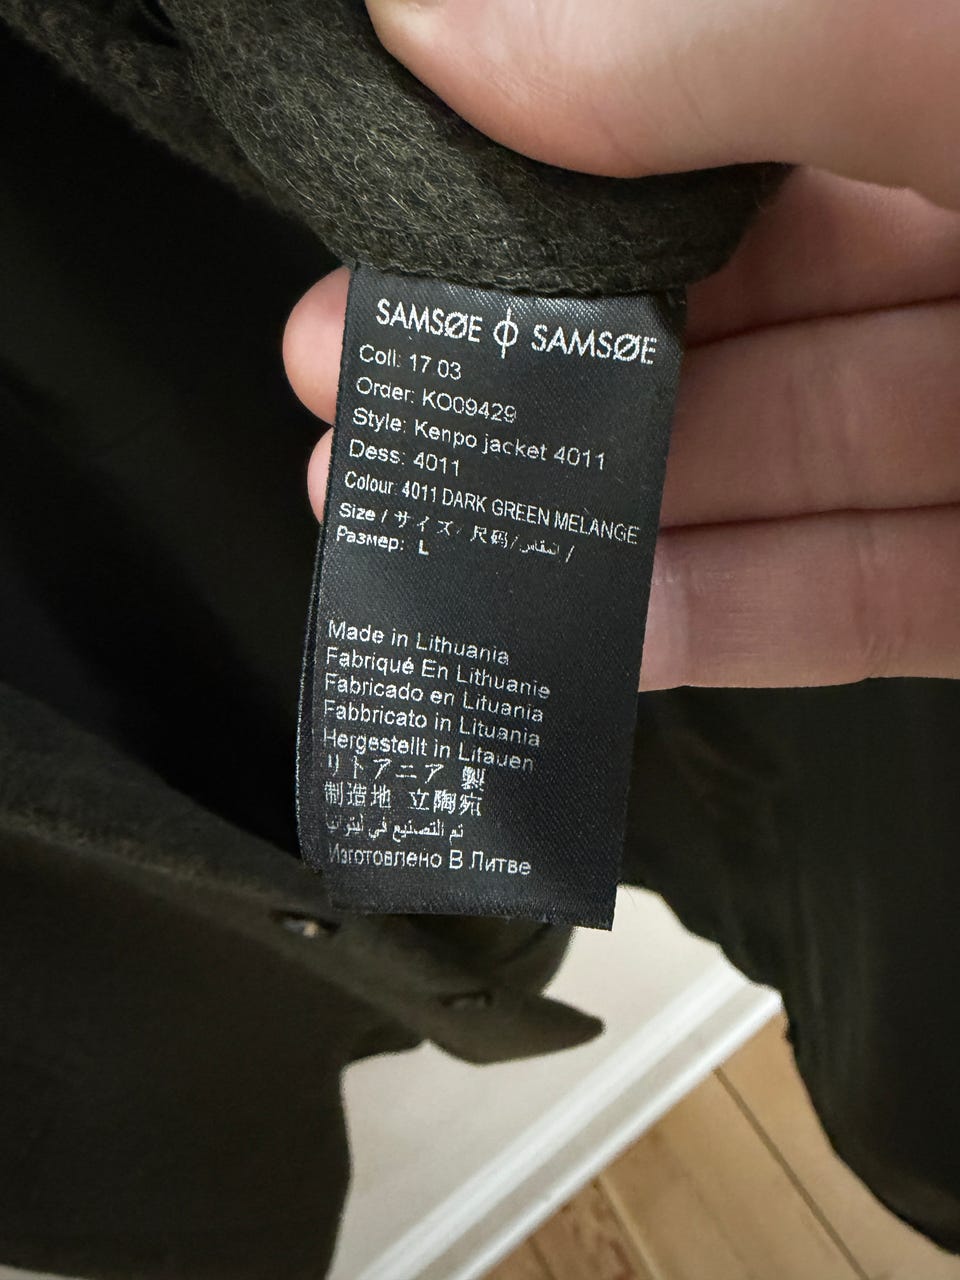 SAMSØE ϕ SAMSØE
Coll: 17 03
Order: KO09429
Style: Kenpo jacket 4011
Dess: 4011
Colour: 4011 DARK GREEN MELANGE
Size / サイズ/ 尺码/المقاس /
Размер: L
Made in Lithuania
Fabriqué En Lithuanie
Fabricado en Lituania
Fabbricato in Lituania
Hergestellt in Litauen
リトアニア 製
制造地 立陶宛
تم التصنيع في ليتوانيا
Изготовлено В Литве